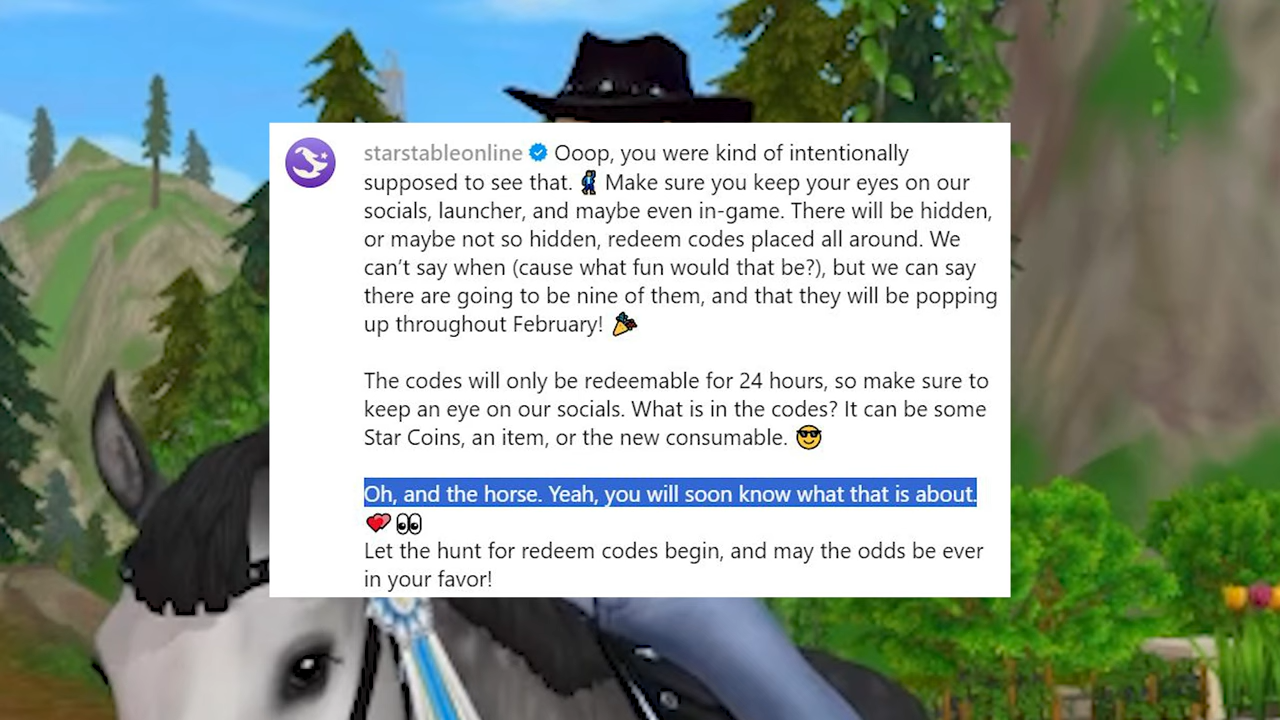 starstableonline Ooop, you were kind of intentionally
supposed to see that. 🧍 Make sure you keep your eyes on our
socials, launcher, and maybe even in-game. There will be hidden,
or maybe not so hidden, redeem codes placed all around. We
can’t say when (cause what fun would that be?), but we can say
there are going to be nine of them, and that they will be popping
up throughout February! 🎉
The codes will only be redeemable for 24 hours, so make sure to
keep an eye on our socials. What is in the codes? It can be some
Star Coins, an item, or the new consumable. 😎
Oh, and the horse. Yeah, you will soon know what that is about.
💕👀
Let the hunt for redeem codes begin, and may the odds be ever
in your favor!